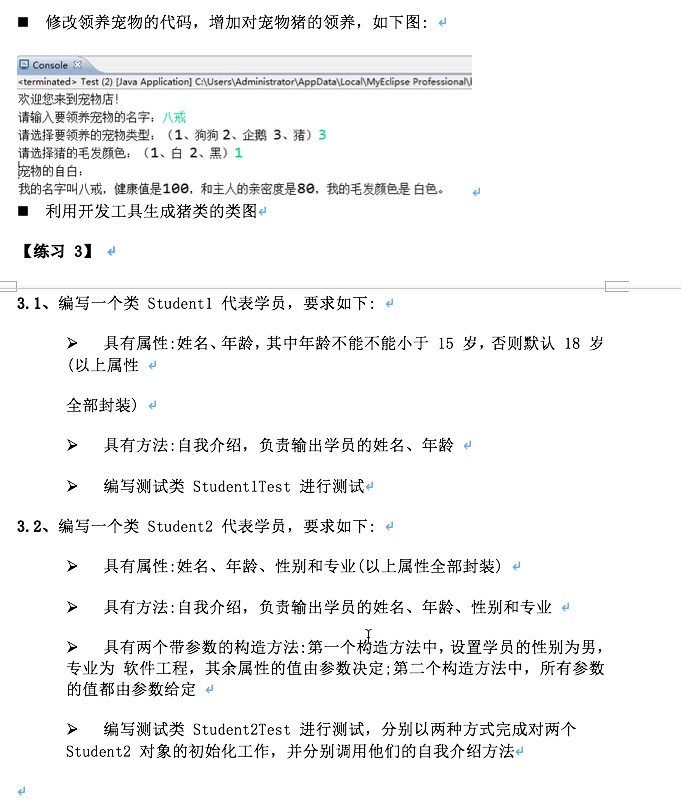 ■ 修改领养宠物的代码，增加对宠物猪的领养，如下图：
Console
<terminated> Test (2) [Java Application] C:\Users\Administrator\AppData\Local\MyEclipse Professional\
欢迎您来到宠物店！
请输入要领养宠物的名字：八戒
请选择要领养的宠物类型：（1、狗狗 2、企鹅 3、猪）3
请选择猪的毛发颜色：（1、白 2、黑）1
宠物的自白：
我的名字叫八戒，健康值是100，和主人的亲密度是80，我的毛发颜色是 白色。
■ 利用开发工具生成猪类的类图
【练习 3】
3.1、编写一个类 Student1 代表学员，要求如下：
➢ 具有属性:姓名、年龄，其中年龄不能不能小于 15 岁，否则默认 18 岁
(以上属性
全部封装)
➢ 具有方法:自我介绍，负责输出学员的姓名、年龄
➢ 编写测试类 Student1Test 进行测试
3.2、编写一个类 Student2 代表学员，要求如下：
➢ 具有属性:姓名、年龄、性别和专业(以上属性全部封装)
➢ 具有方法:自我介绍，负责输出学员的姓名、年龄、性别和专业
➢ 具有两个带参数的构造方法:第一个构造方法中，设置学员的性别为男，
专业为 软件工程，其余属性的值由参数决定;第二个构造方法中，所有参数
的值都由参数给定
➢ 编写测试类 Student2Test 进行测试，分别以两种方式完成对两个
Student2 对象的初始化工作，并分别调用他们的自我介绍方法